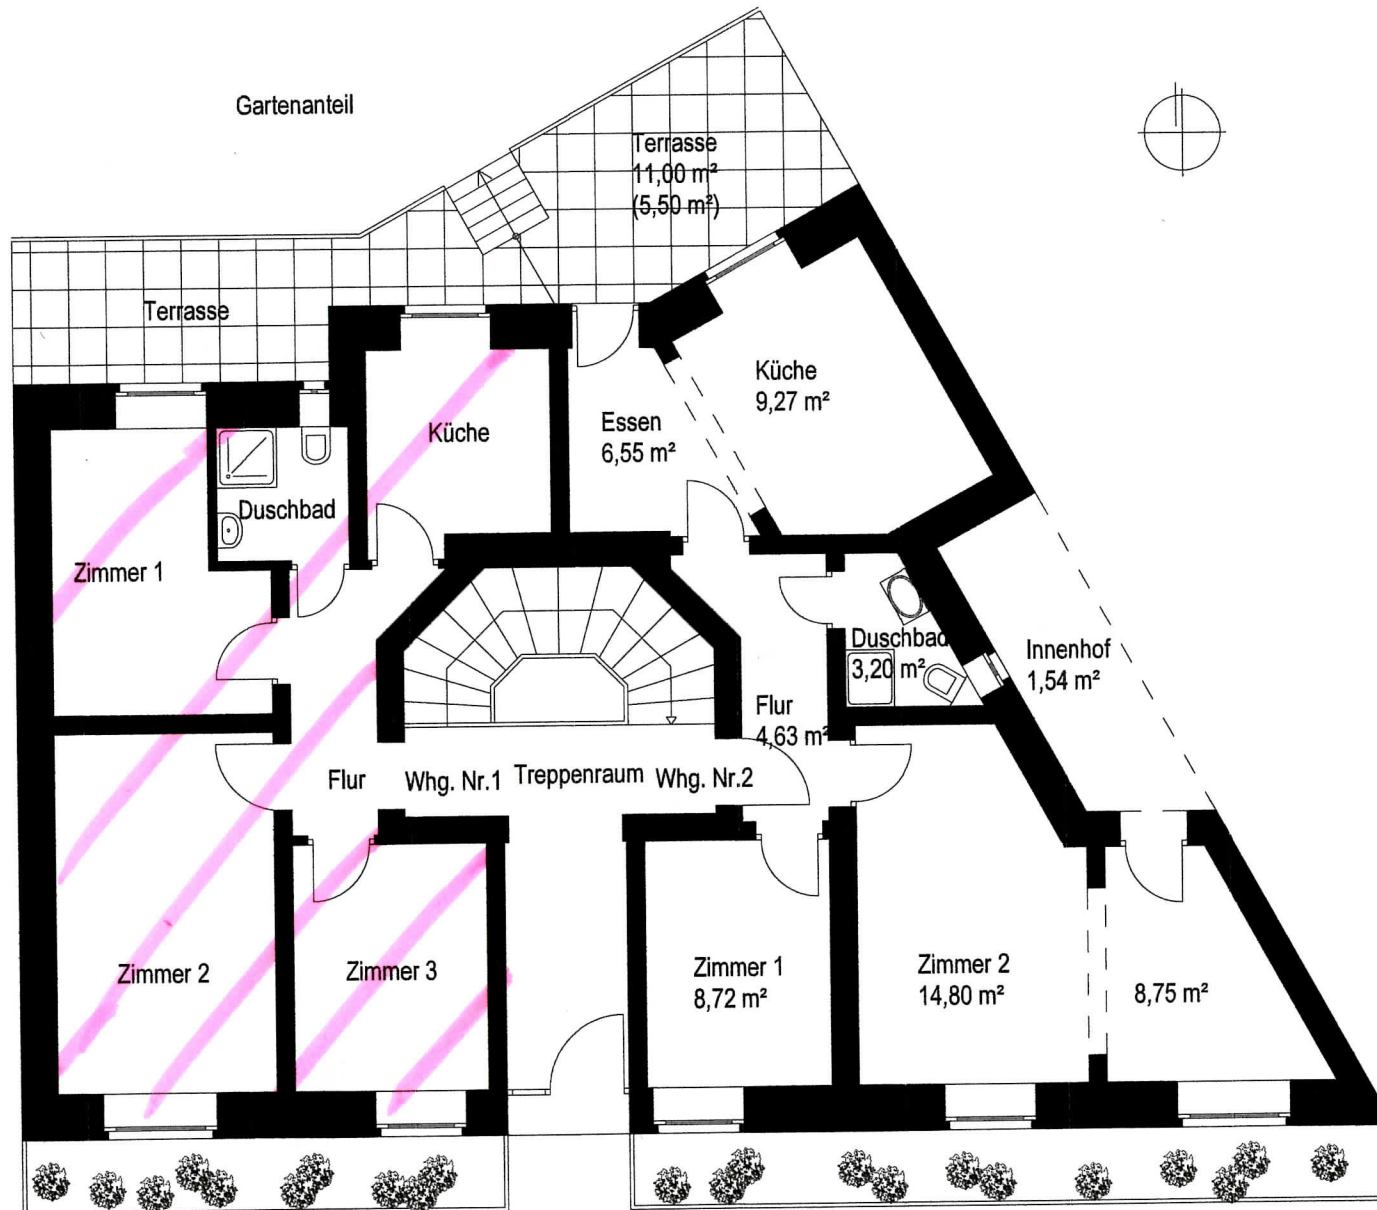 Gartenanteil
Terrasse
11,00 m²
(5,50 m²)
Terrasse
Küche
9,27 m²
Essen
6,55 m²
Küche
Duschbad
Zimmer 1
Duschbad
3,20 m²
Innenhof
1,54 m²
Flur
4,63 m²
Flur
Whg. Nr.1
Treppenraum
Whg. Nr.2
Zimmer 2
Zimmer 3
Zimmer 1
8,72 m²
Zimmer 2
14,80 m²
8,75 m²